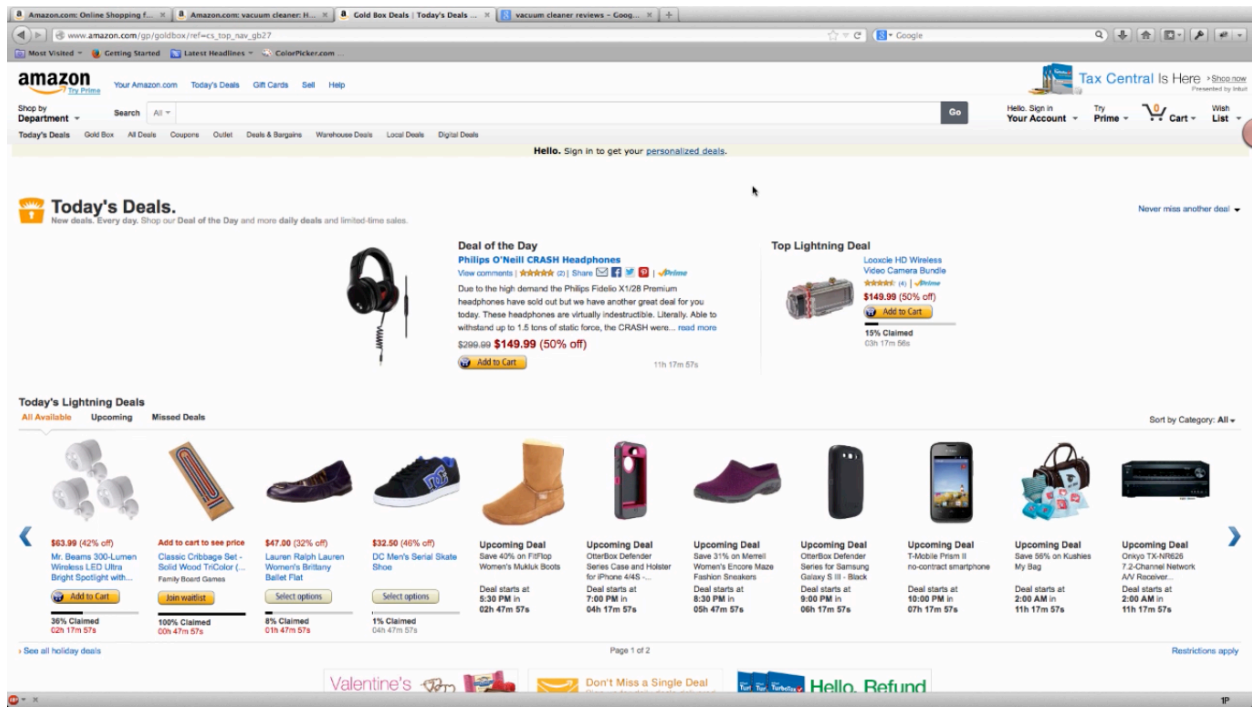 Amazon.com: Online Shopping f...
Amazon.com: vacuum cleaner: H...
Gold Box Deals | Today's Deals ...
vacuum cleaner reviews – Goog...
www.amazon.com/gp/goldbox/ref=cs_top_nav_gb27
Google
Most Visited
Getting Started
Latest Headlines
ColorPicker.com ...
amazon
Try Prime
Your Amazon.com Today's Deals Gift Cards Sell Help
Tax Central Is Here
Shop now
Presented by Intuit
Shop by
Department
Search All Go
Hello. Sign in
Your Account
Try
Prime
0
Cart
Wish
List
Today's Deals Gold Box All Deals Coupons Outlet Deals & Bargains Warehouse Deals Local Deals Digital Deals
Hello. Sign in to get your personalized deals.
Today's Deals.
New deals. Every day. Shop our Deal of the Day and more daily deals and limited-time sales.
Never miss another deal
Deal of the Day
Philips O'Neill CRASH Headphones
View comments | (2) | Share | Prime
Due to the high demand the Philips Fidelio X1/28 Premium
headphones have sold out but we have another great deal for you
today. These headphones are virtually indestructible. Literally. Able to
withstand up to 1.5 tons of static force, the CRASH were... read more
$299.99 $149.99 (50% off)
Add to Cart
11h 17m 57s
Top Lightning Deal
Looxcie HD Wireless
Video Camera Bundle
(4) | Prime
$149.99 (50% off)
Add to Cart
15% Claimed
03h 17m 56s
Today's Lightning Deals
All Available Upcoming Missed Deals
Sort by Category: All
$63.99 (42% off)
Mr. Beams 300-Lumen
Wireless LED Ultra
Bright Spotlight with...
Add to Cart
36% Claimed
02h 17m 57s
Add to cart to see price
Classic Cribbage Set -
Solid Wood TriColor (...
Family Board Games
Join waitlist
100% Claimed
00h 47m 57s
$47.00 (32% off)
Lauren Ralph Lauren
Women's Brittany
Ballet Flat
Select options
8% Claimed
01h 47m 57s
$32.50 (46% off)
DC Men's Serial Skate
Shoe
Select options
1% Claimed
04h 47m 57s
Upcoming Deal
Save 40% on FitFlop
Women's Mukluk Boots
Deal starts at
5:30 PM in
02h 47m 57s
Upcoming Deal
OtterBox Defender
Series Case and Holster
for iPhone 4/4S -...
Deal starts at
7:00 PM in
04h 17m 57s
Upcoming Deal
Save 31% on Merrell
Women's Encore Maze
Fashion Sneakers
Deal starts at
8:30 PM in
05h 47m 57s
Upcoming Deal
OtterBox Defender
Series for Samsung
Galaxy S III - Black
Deal starts at
9:00 PM in
06h 17m 57s
Upcoming Deal
T-Mobile Prism II
no-contract smartphone
Deal starts at
10:00 PM in
07h 17m 57s
Upcoming Deal
Save 56% on Kushies
My Bag
Deal starts at
2:00 AM in
11h 17m 57s
Upcoming Deal
Onkyo TX-NR626
7.2-Channel Network
A/V Receiver...
Deal starts at
2:00 AM in
11h 17m 57s
See all holiday deals
Page 1 of 2
Restrictions apply
Valentine's Day
Don't Miss a Single Deal
Hello, Refund